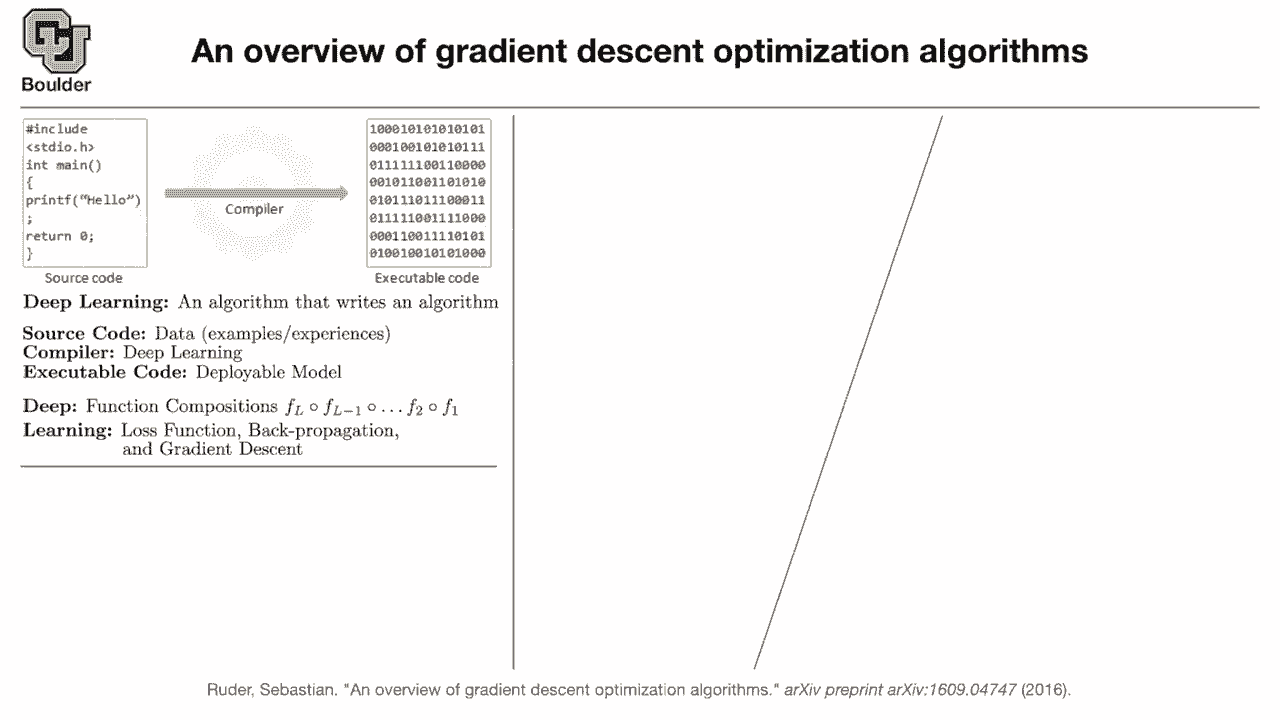 Boulder
An overview of gradient descent optimization algorithms
#include
<stdio.h>
int main()
{
printf("Hello")
;
return 0;
}
Source code
Compiler
100010101010101
000100101010111
011111100110000
001011001101010
010111011100011
011111001111000
000110011110101
010010010101000
Executable code
Deep Learning: An algorithm that writes an algorithm
Source Code: Data (examples/experiences)
Compiler: Deep Learning
Executable Code: Deployable Model
Deep: Function Compositions f_L ∘ f_{L−1} ∘ … f_2 ∘ f_1
Learning: Loss Function, Back-propagation,
and Gradient Descent
Ruder, Sebastian. "An overview of gradient descent optimization algorithms." arXiv preprint arXiv:1609.04747 (2016).